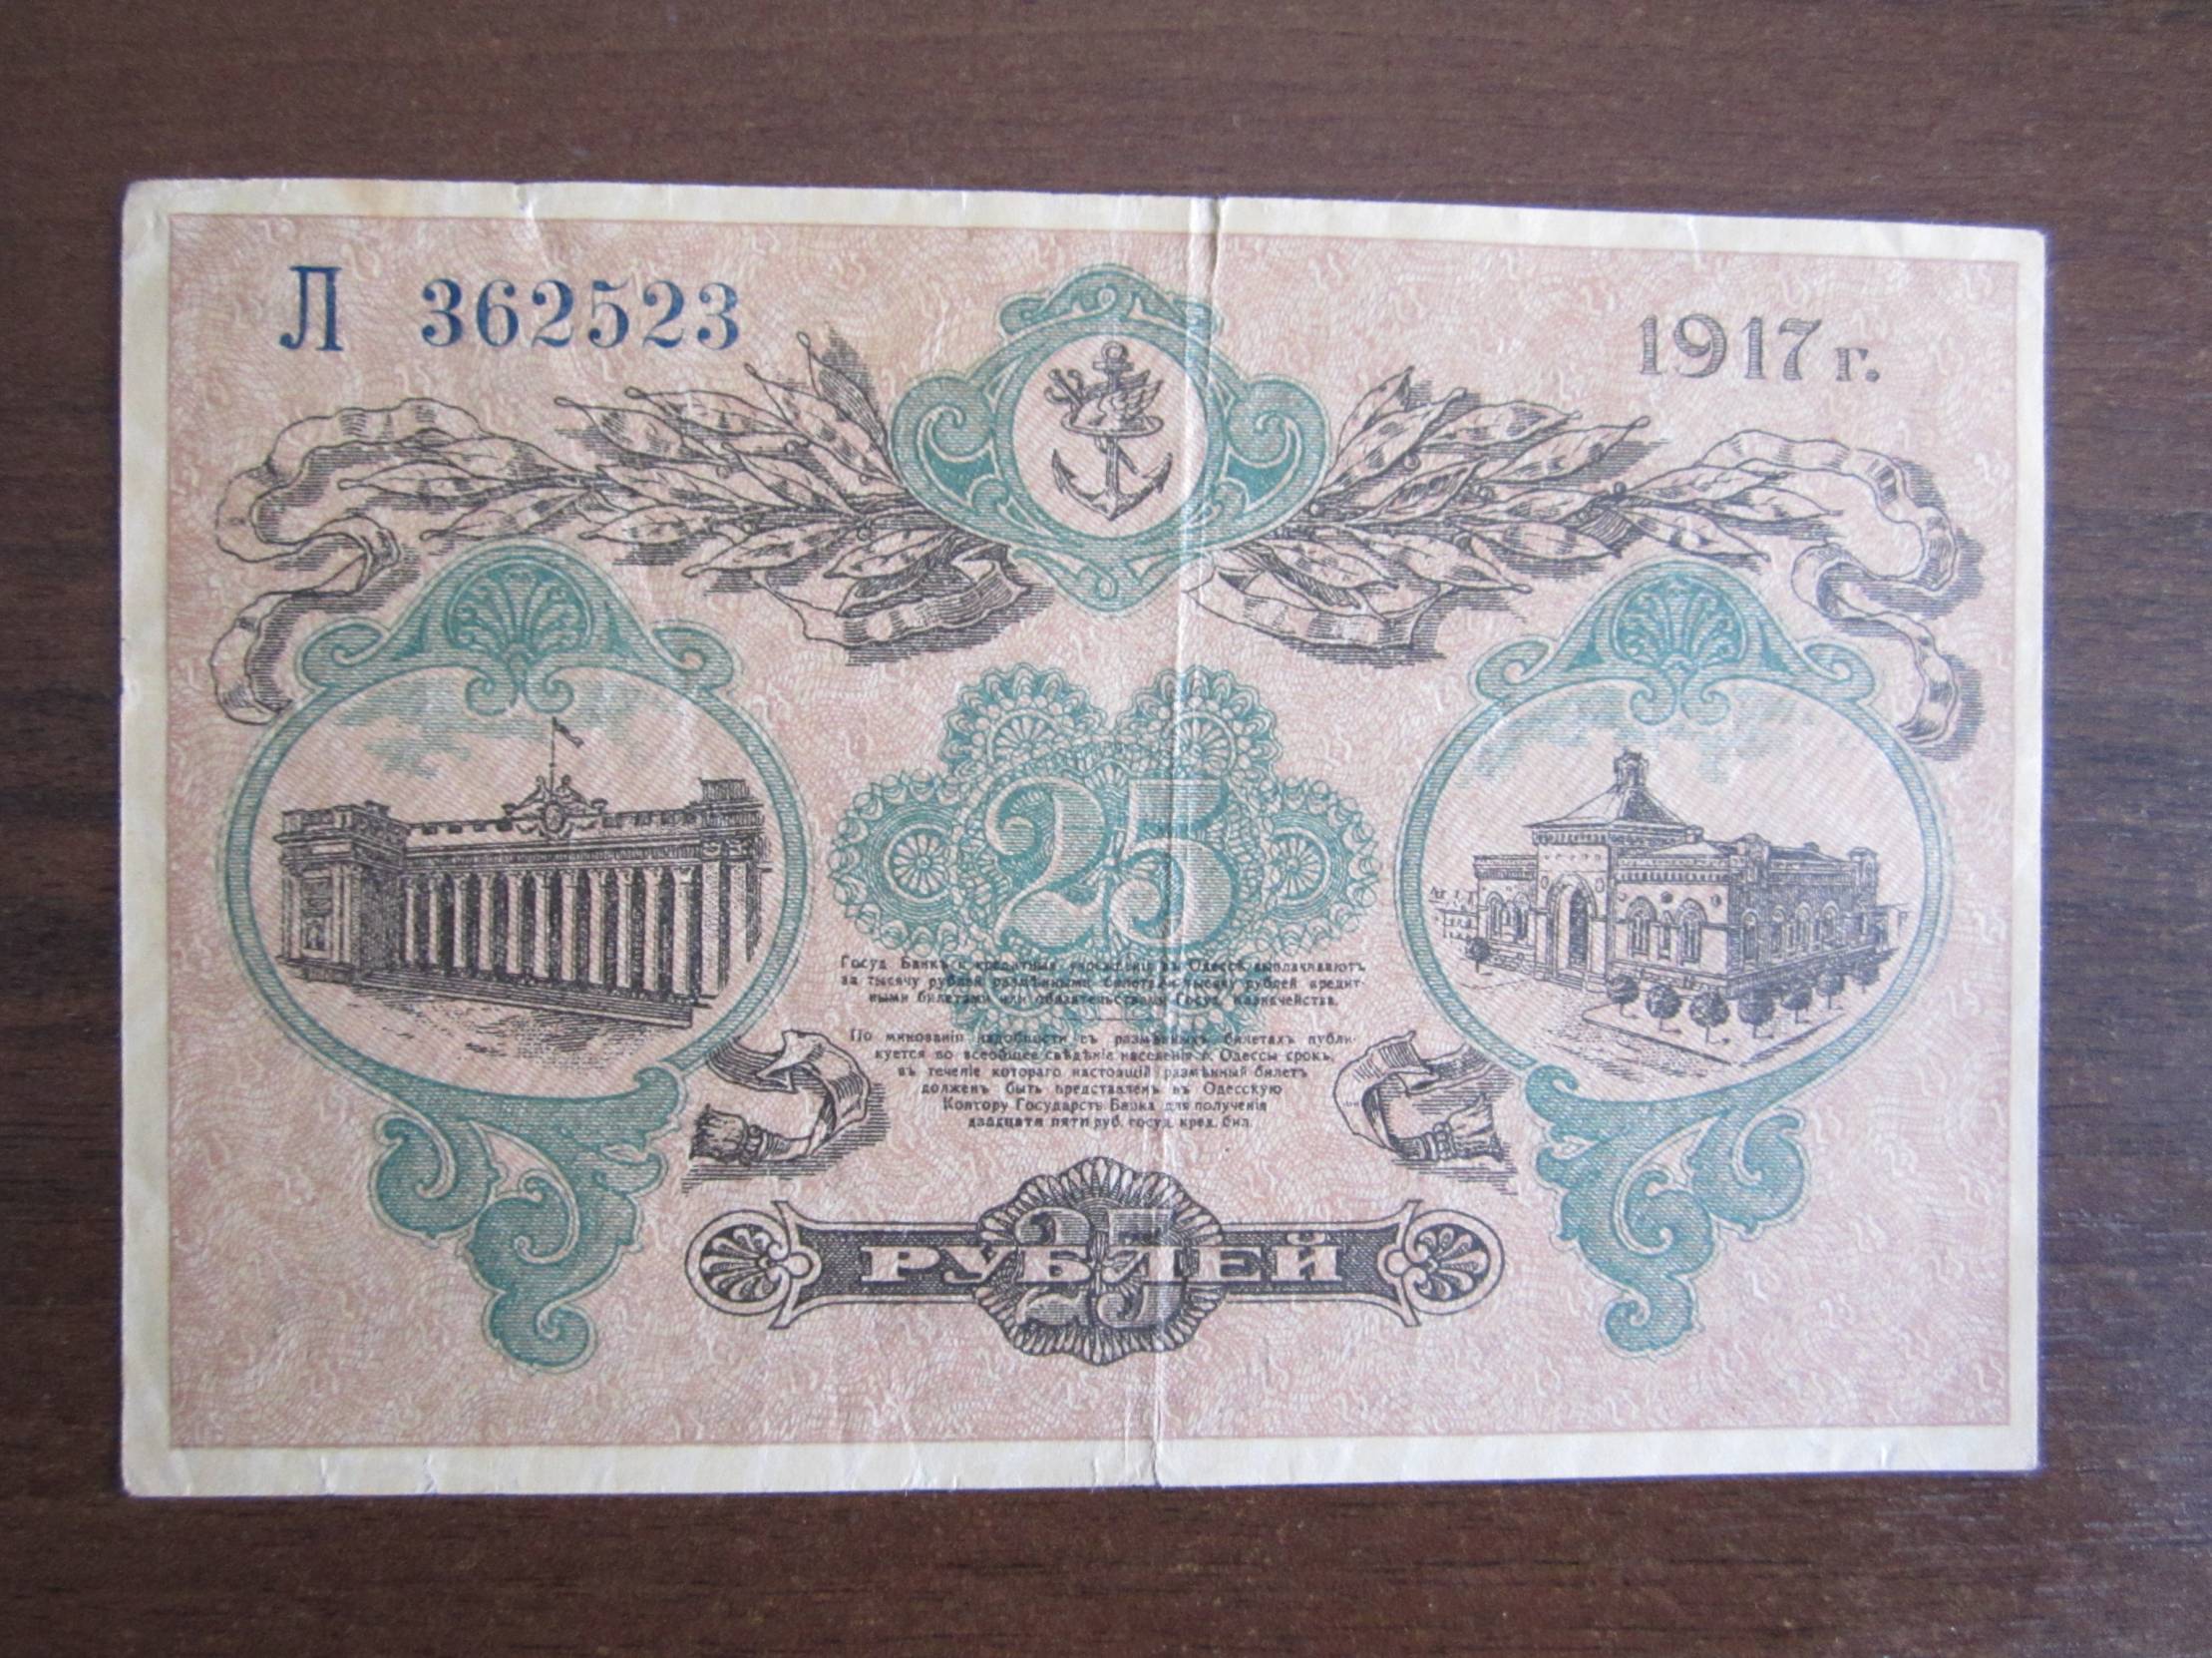 Л 362523
1917 г.
25
Госуд Банкъ и кредитныя учрежденія въ Одессѣ выплачиваютъ
за тысячу рублей размѣнными билетами тысячу рублей кредит-
ными билетами или обязательствами Госуд. казначейства.
По минованіи надобности съ размѣнныхъ билетахъ публи-
куется во всеобщее свѣдѣніе населенія г. Одессы срокъ,
въ теченіе котораго настоящій размѣнный билетъ
долженъ быть представленъ въ Одесскую
Контору Государств. Банка для полученія
двадцати пяти руб. госуд. кред. бил.
25
РУБЛЕЙ